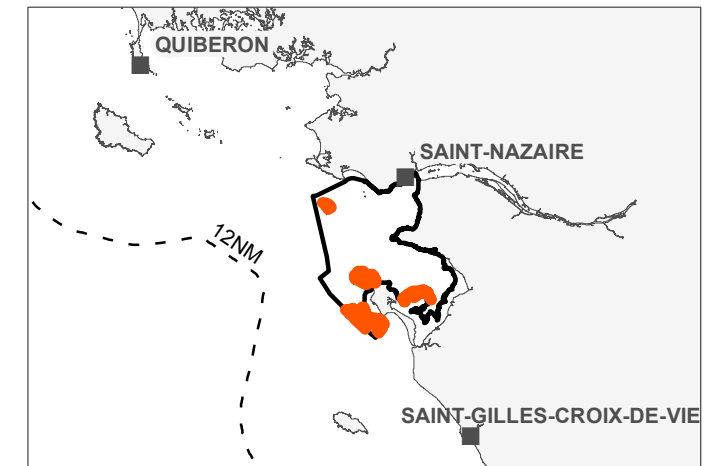 QUIBERON
SAINT-NAZAIRE
12NM
SAINT-GILLES-CROIX-DE-VIE